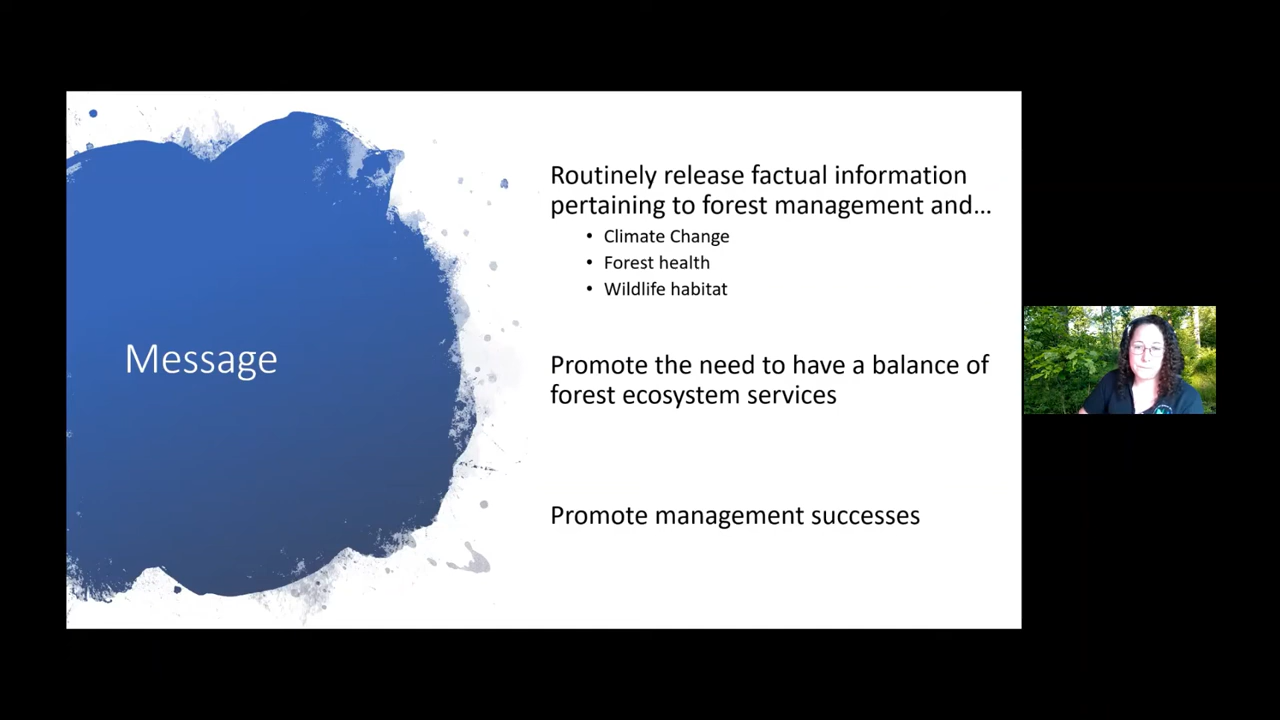 Message
Routinely release factual information
pertaining to forest management and...
• Climate Change
• Forest health
• Wildlife habitat
Promote the need to have a balance of
forest ecosystem services
Promote management successes